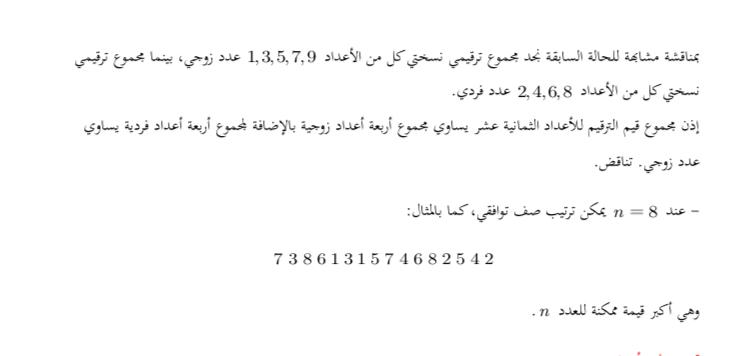 بمناقشة مشابهة للحالة السابقة نجد مجموع ترقيمي نسختي كل من الأعداد 1,3,5,7,9 عدد زوجي، بينما مجموع ترقيمي
نسختي كل من الأعداد 2,4,6,8 عدد فردي.
إذن مجموع قيم الترقيم للأعداد الثمانية عشر يساوي مجموع أربعة أعداد زوجية بالإضافة لمجموع أربعة أعداد فردية يساوي
عدد زوجي. تناقض.
– عند n = 8 يمكن ترتيب صف توافقي، كما بالمثال:
7 3 8 6 1 3 1 5 7 4 6 8 2 5 4 2
وهي أكبر قيمة ممكنة للعدد n .